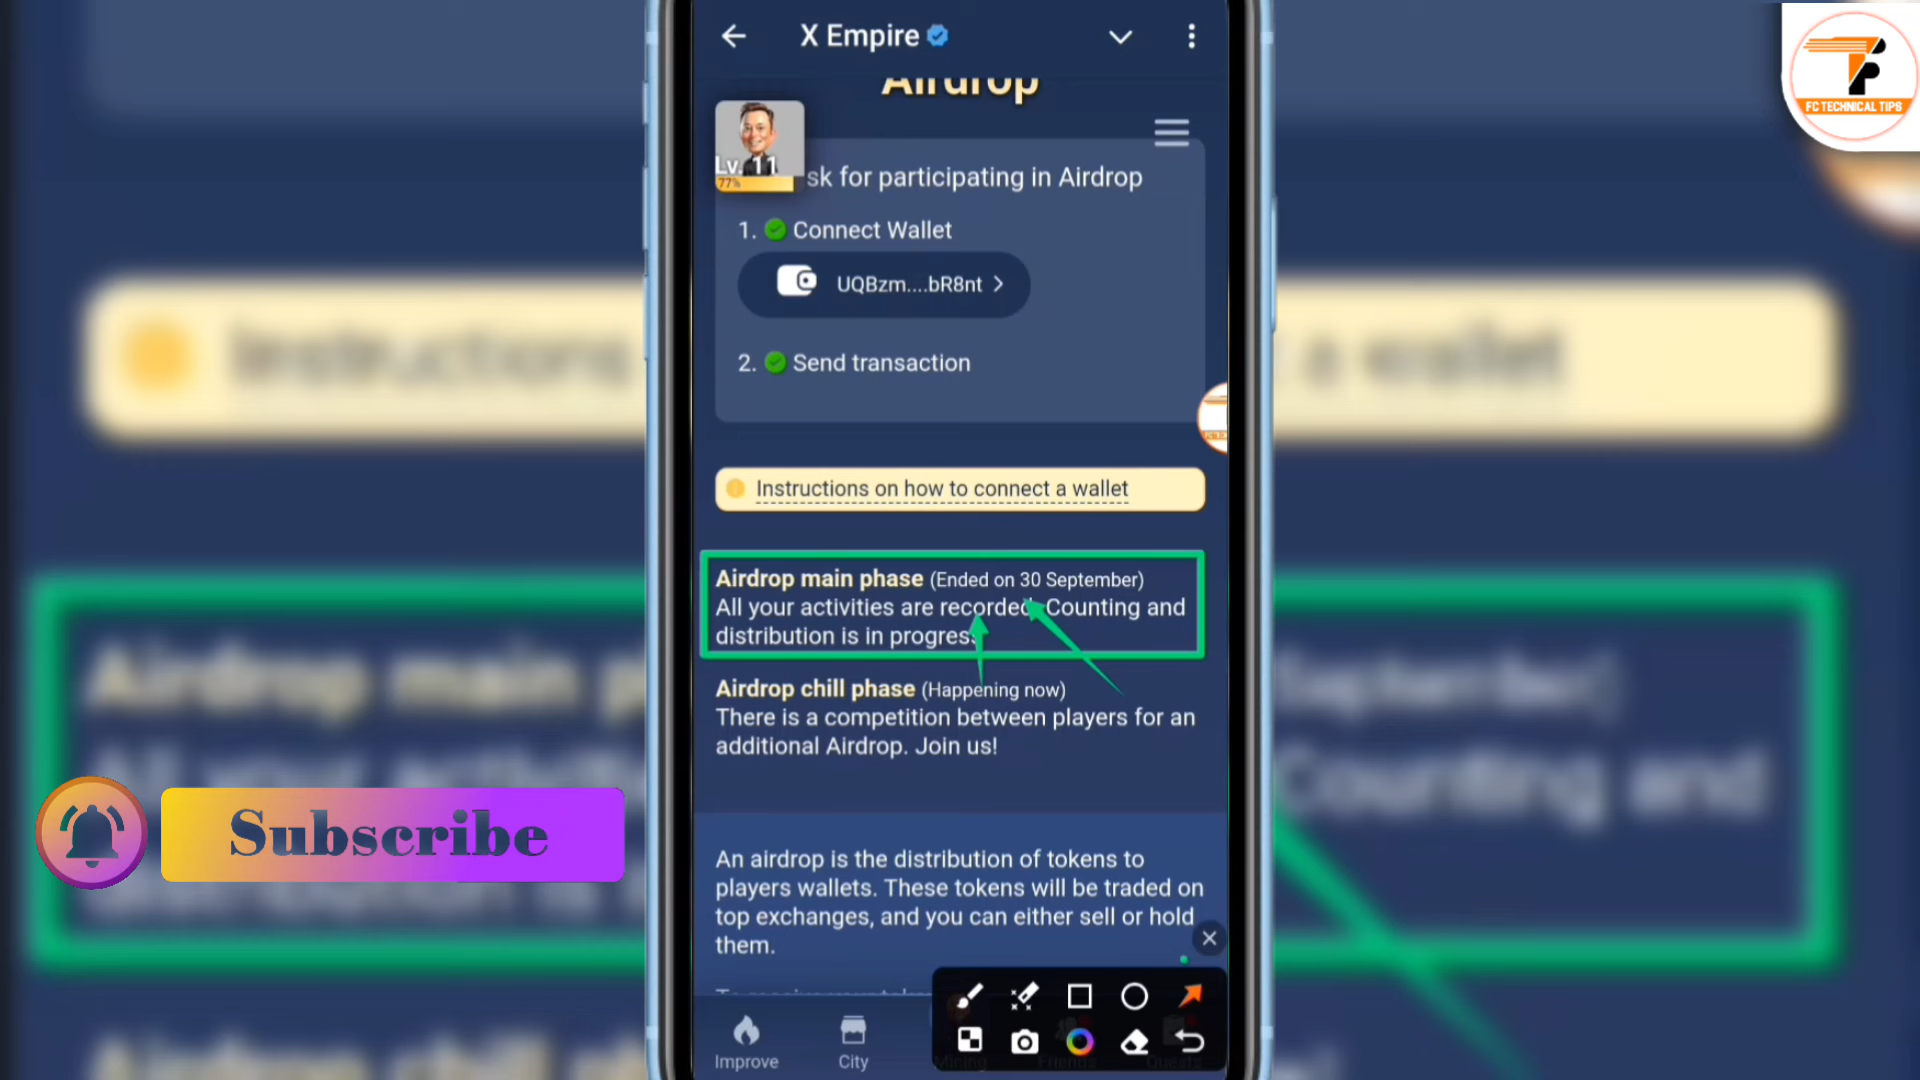 X Empire
Airdrop
FC TECHNICAL TIPS
Lv. 11
77%
sk for participating in Airdrop
1. Connect Wallet
UQBzm....bR8nt >
2. Send transaction
Instructions on how to connect a wallet
Airdrop main phase (Ended on 30 September)
All your activities are recorded. Counting and
distribution is in progress
Airdrop chill phase (Happening now)
There is a competition between players for an
additional Airdrop. Join us!
Subscribe
An airdrop is the distribution of tokens to
players wallets. These tokens will be traded on
top exchanges, and you can either sell or hold
them.
Improve
City
Mining
Friends
Quests